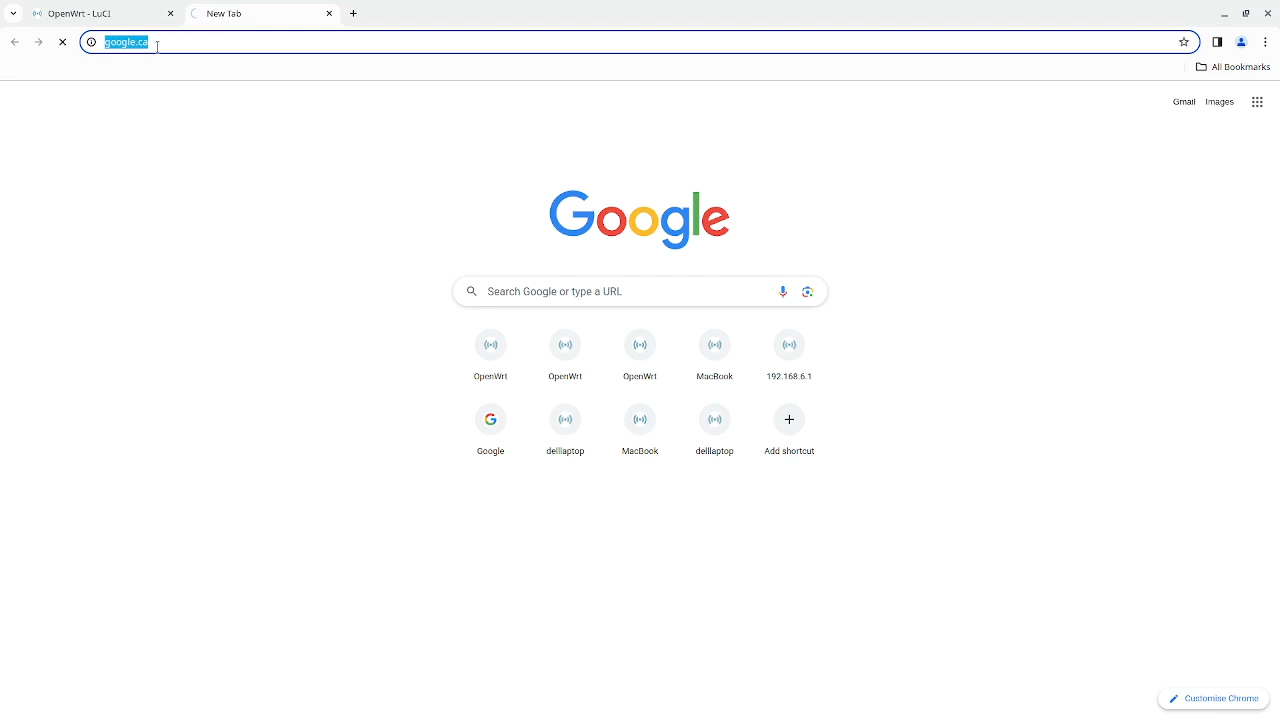 OpenWrt - LuCI
New Tab
google.ca
All Bookmarks
Gmail Images
Google
Search Google or type a URL
OpenWrt OpenWrt OpenWrt MacBook 192.168.6.1
Google delllaptop MacBook delllaptop Add shortcut
Customise Chrome